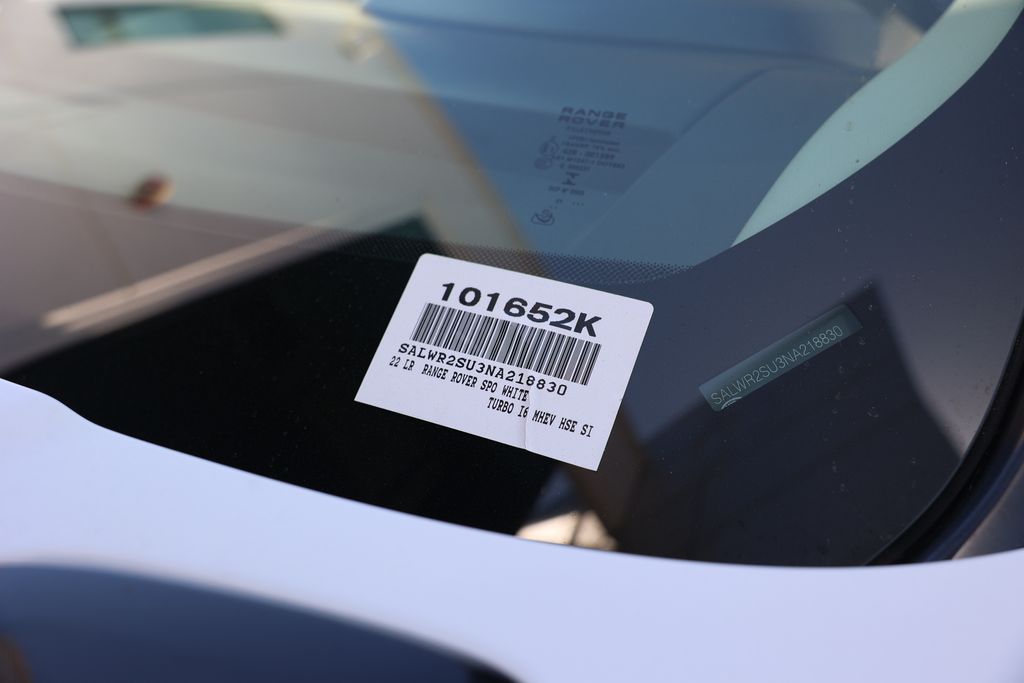 RANGE
ROVER
101652K
SALWR2SU3NA218830
22 LR RANGE ROVER SPO WHITE
TURBO I6 MHEV HSE SI
SALWR2SU3NA218830